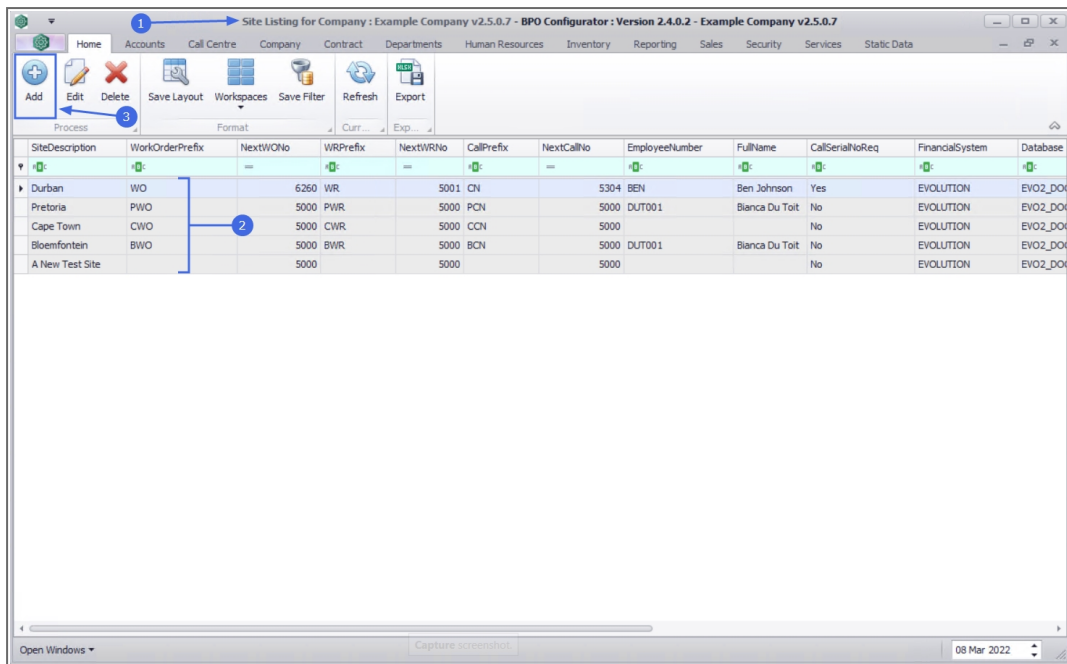 1
Site Listing for Company : Example Company v2.5.0.7 - BPO Configurator : Version 2.4.0.2 - Example Company v2.5.0.7
Home Accounts Call Centre Company Contract Departments Human Resources Inventory Reporting Sales Security Services Static Data
Add Edit Delete Save Layout Workspaces Save Filter Refresh Export
3
Process Format Curr... Exp...
SiteDescription WorkOrderPrefix NextWONo WRPrefix NextWRNo CallPrefix NextCallNo EmployeeNumber FullName CallSerialNoReq FinancialSystem Database
= = =
Durban WO 6260 WR 5001 CN 5304 BEN Ben Johnson Yes EVOLUTION EVO2_DO
Pretoria PWO 5000 PWR 5000 PCN 5000 DUT001 Bianca Du Toit No EVOLUTION EVO2_DO
Cape Town CWO 2 5000 CWR 5000 CCN 5000 No EVOLUTION EVO2_DO
Bloemfontein BWO 5000 BWR 5000 BCN 5000 DUT001 Bianca Du Toit No EVOLUTION EVO2_DO
A New Test Site 5000 5000 5000 No EVOLUTION EVO2_DO
Open Windows Capture screenshot. 08 Mar 2022